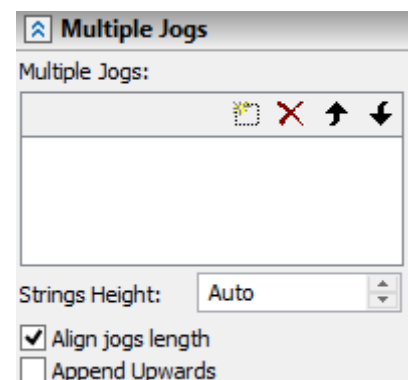 Multiple Jogs
Multiple Jogs:
Strings Height: Auto
Align jogs length
Append Upwards